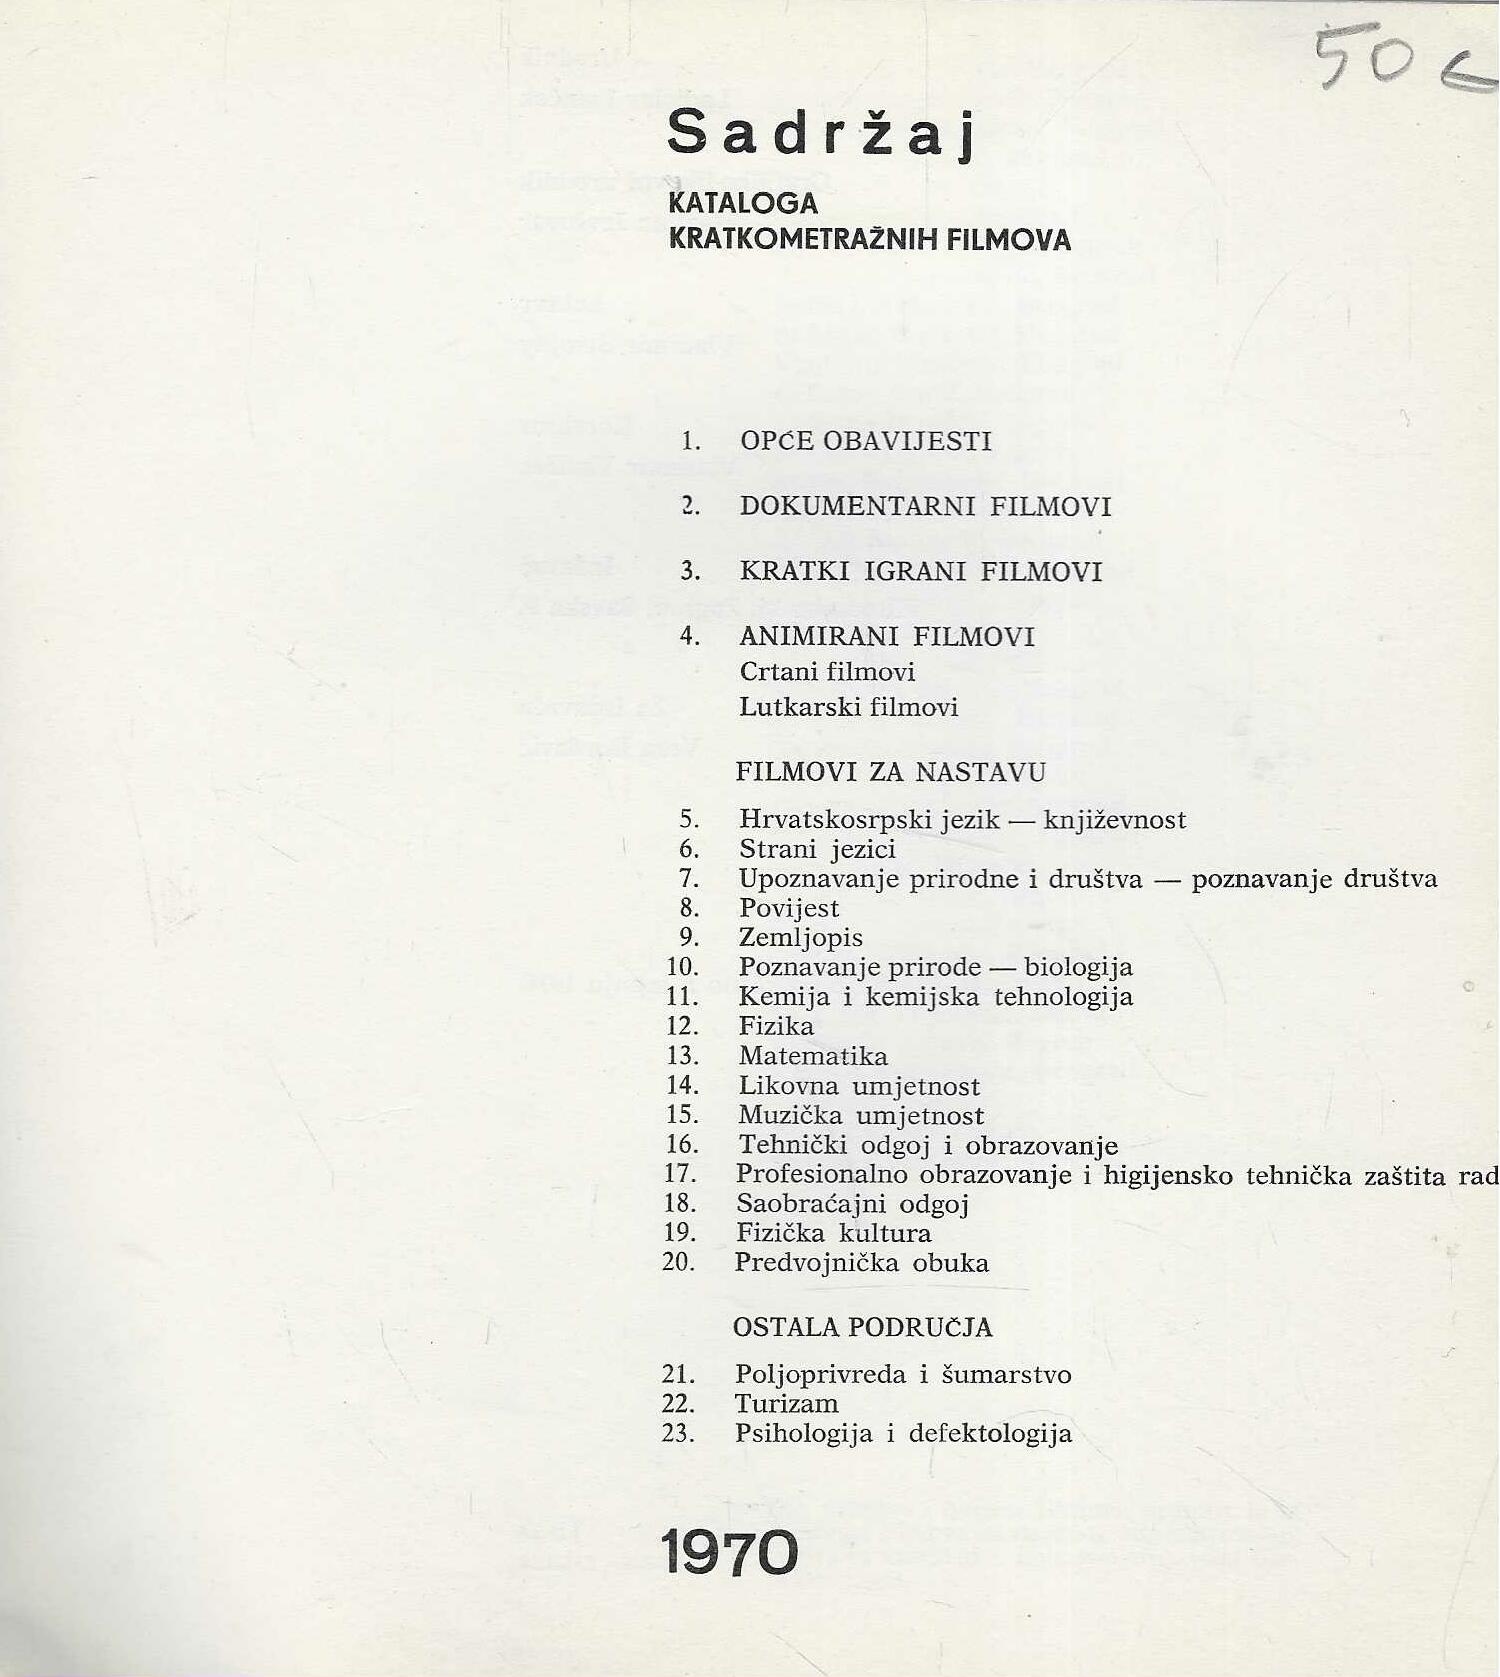 50
Sadržaj
KATALOGA
KRATKOMETRAŽNIH FILMOVA
1. OPĆE OBAVIJESTI
2. DOKUMENTARNI FILMOVI
3. KRATKI IGRANI FILMOVI
4. ANIMIRANI FILMOVI
Crtani filmovi
Lutkarski filmovi
FILMOVI ZA NASTAVU
5. Hrvatskosrpski jezik — književnost
6. Strani jezici
7. Upoznavanje prirodne i društva — poznavanje društva
8. Povijest
9. Zemljopis
10. Poznavanje prirode — biologija
11. Kemija i kemijska tehnologija
12. Fizika
13. Matematika
14. Likovna umjetnost
15. Muzička umjetnost
16. Tehnički odgoj i obrazovanje
17. Profesionalno obrazovanje i higijensko tehnička zaštita rad
18. Saobraćajni odgoj
19. Fizička kultura
20. Predvojnička obuka
OSTALA PODRUČJA
21. Poljoprivreda i šumarstvo
22. Turizam
23. Psihologija i defektologija
1970